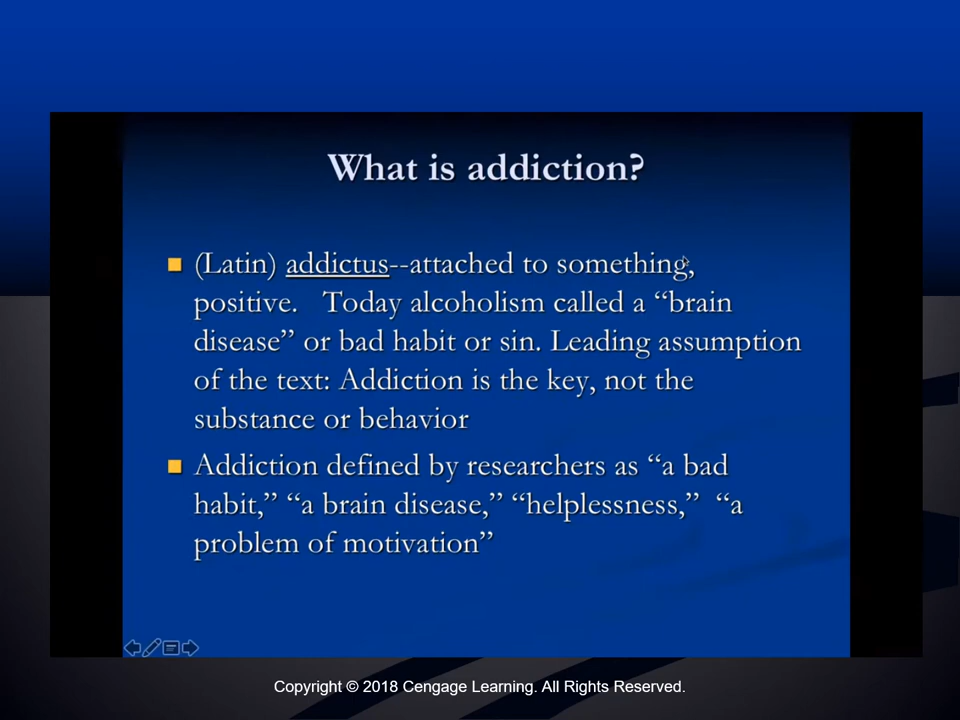 What is addiction?
(Latin) addictus--attached to something,
positive. Today alcoholism called a “brain
disease” or bad habit or sin. Leading assumption
of the text: Addiction is the key, not the
substance or behavior
Addiction defined by researchers as “a bad
habit,” “a brain disease,” “helplessness,” “a
problem of motivation”
Copyright © 2018 Cengage Learning. All Rights Reserved.